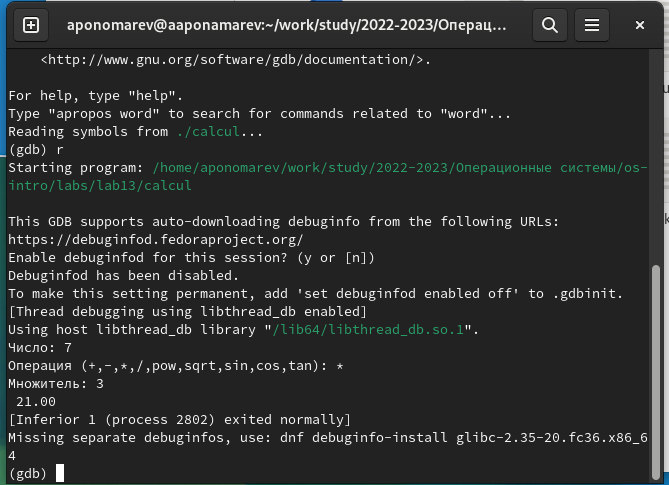 aponomarev@aaponamarev:~/work/study/2022-2023/Операц...
<http://www.gnu.org/software/gdb/documentation/>.
For help, type "help".
Type "apropos word" to search for commands related to "word"...
Reading symbols from ./calcul...
(gdb) r
Starting program: /home/aponomarev/work/study/2022-2023/Операционные системы/os-
intro/labs/lab13/calcul
This GDB supports auto-downloading debuginfo from the following URLs:
https://debuginfod.fedoraproject.org/
Enable debuginfod for this session? (y or [n])
Debuginfod has been disabled.
To make this setting permanent, add 'set debuginfod enabled off' to .gdbinit.
[Thread debugging using libthread_db enabled]
Using host libthread_db library "/lib64/libthread_db.so.1".
Число: 7
Операция (+,-,*,/,pow,sqrt,sin,cos,tan): *
Множитель: 3
21.00
[Inferior 1 (process 2802) exited normally]
Missing separate debuginfos, use: dnf debuginfo-install glibc-2.35-20.fc36.x86_6
4
(gdb)